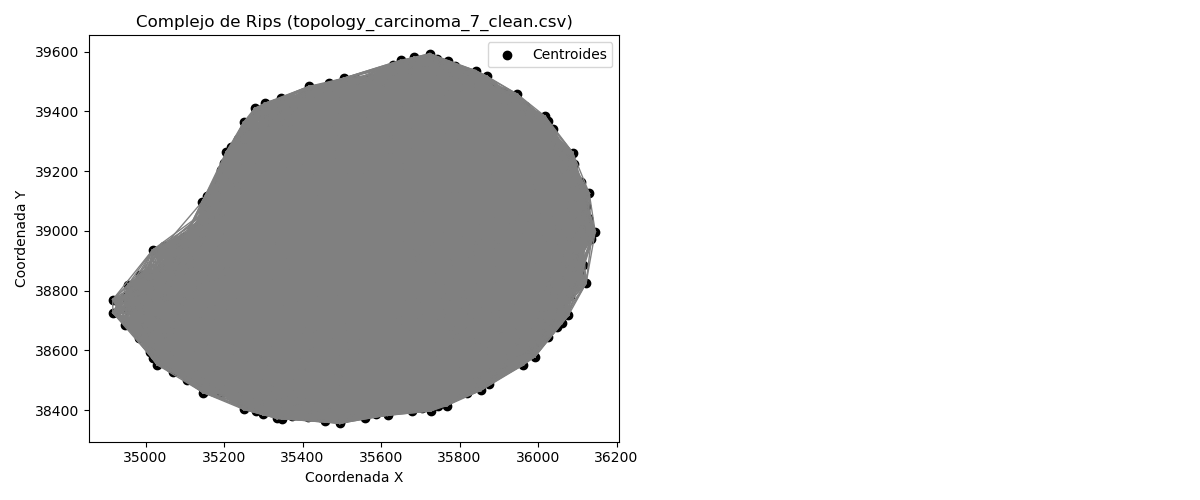 Complejo de Rips (topology_carcinoma_7_clean.csv)
Centroides
39600
39400
39200
39000
38800
38600
38400
Coordenada Y
35000 35200 35400 35600 35800 36000 36200
Coordenada X